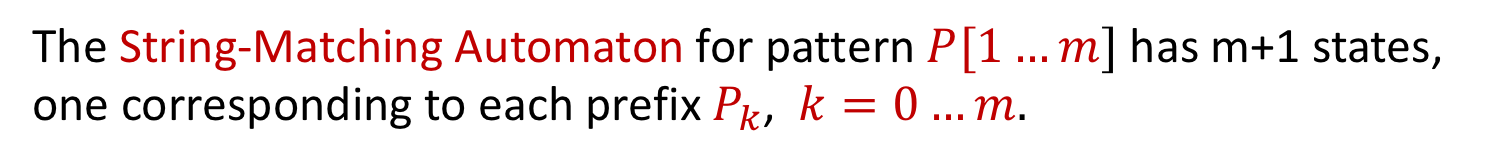 The String-Matching Automaton for pattern P[1 … m] has m+1 states,
one corresponding to each prefix Pₖ, k = 0 … m.